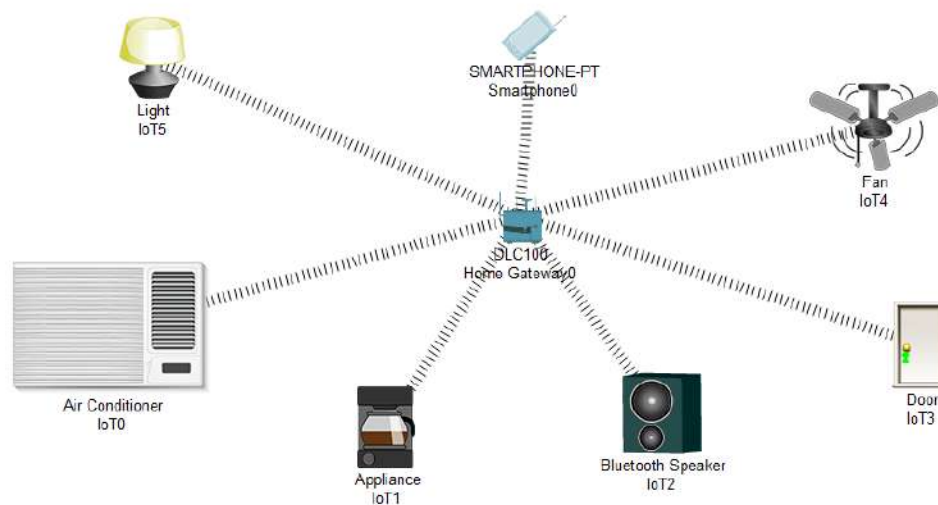 SMARTPHONE-PT
Smartphone0
Light
IoT5
Fan
IoT4
DLC100
Home Gateway0
Air Conditioner
IoT0
Door
IoT3
Bluetooth Speaker
IoT2
Appliance
IoT1